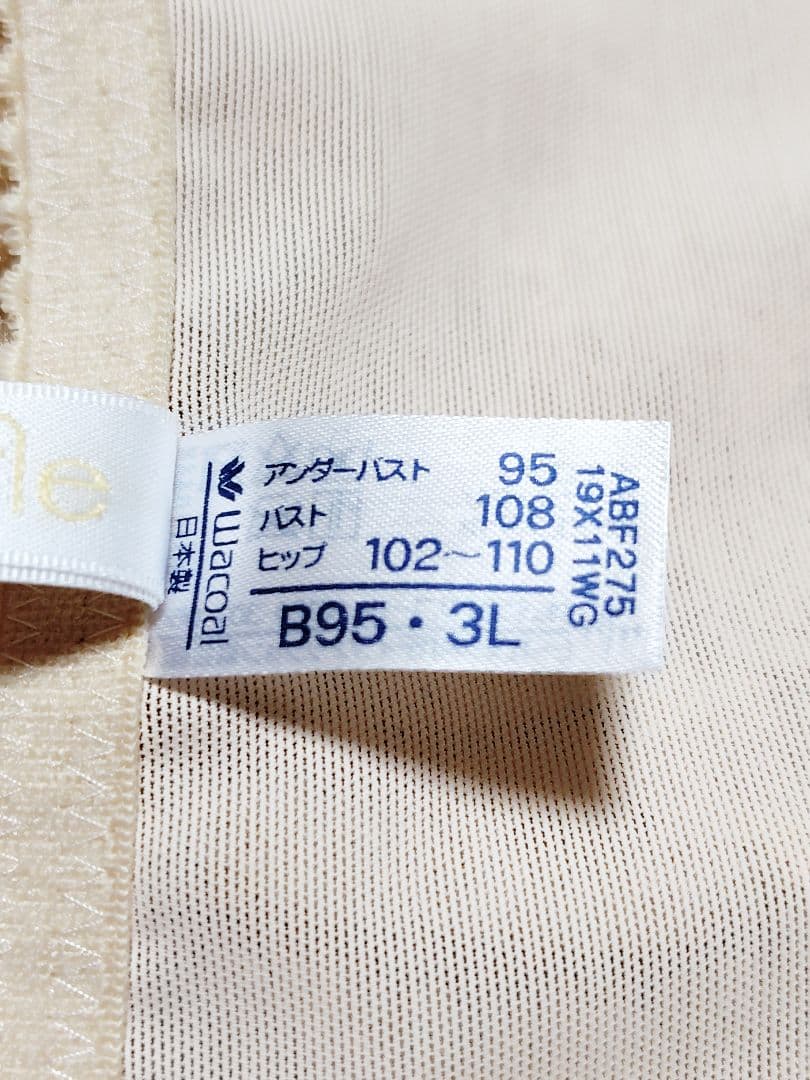 アンダーバスト 95
バスト 108
ヒップ 102～110
B95・3L
Wacoal
日本製
ABF275
19X11WG